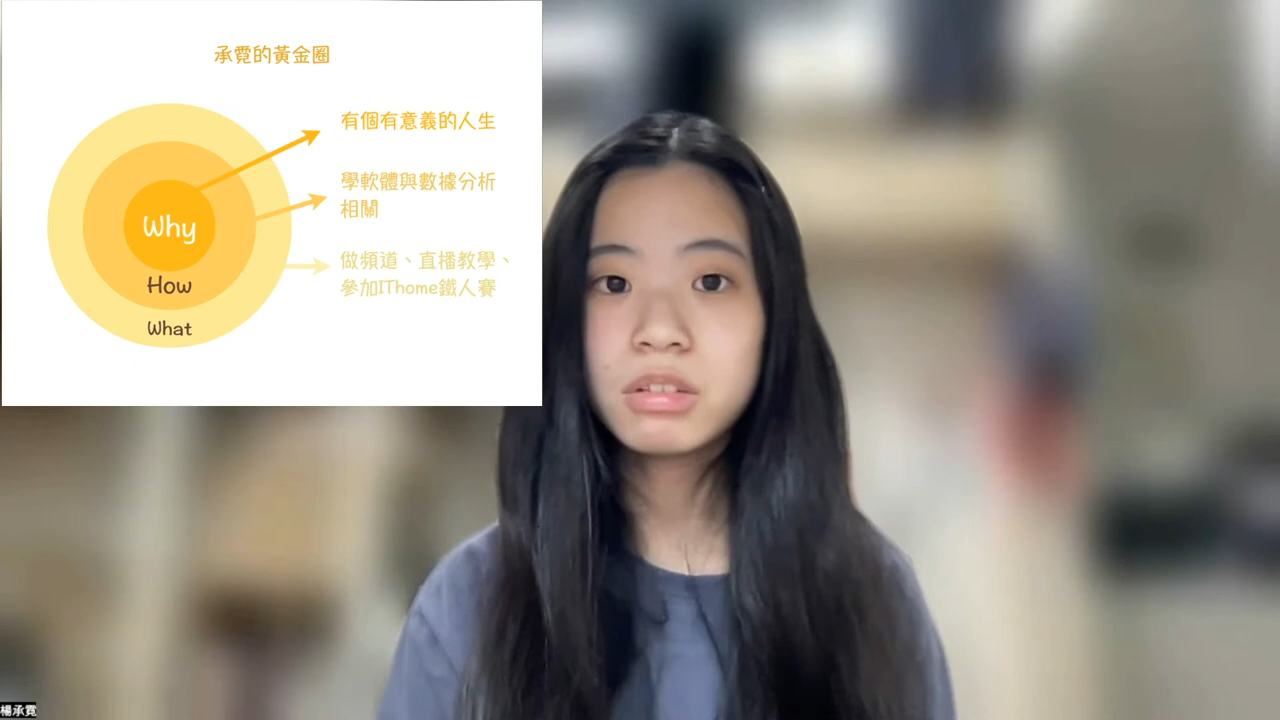 承霓的黃金圈
有個有意義的人生
學軟體與數據分析
相關
Why
做頻道、直播教學、
參加IThome鐵人賽
How
What
楊承霓